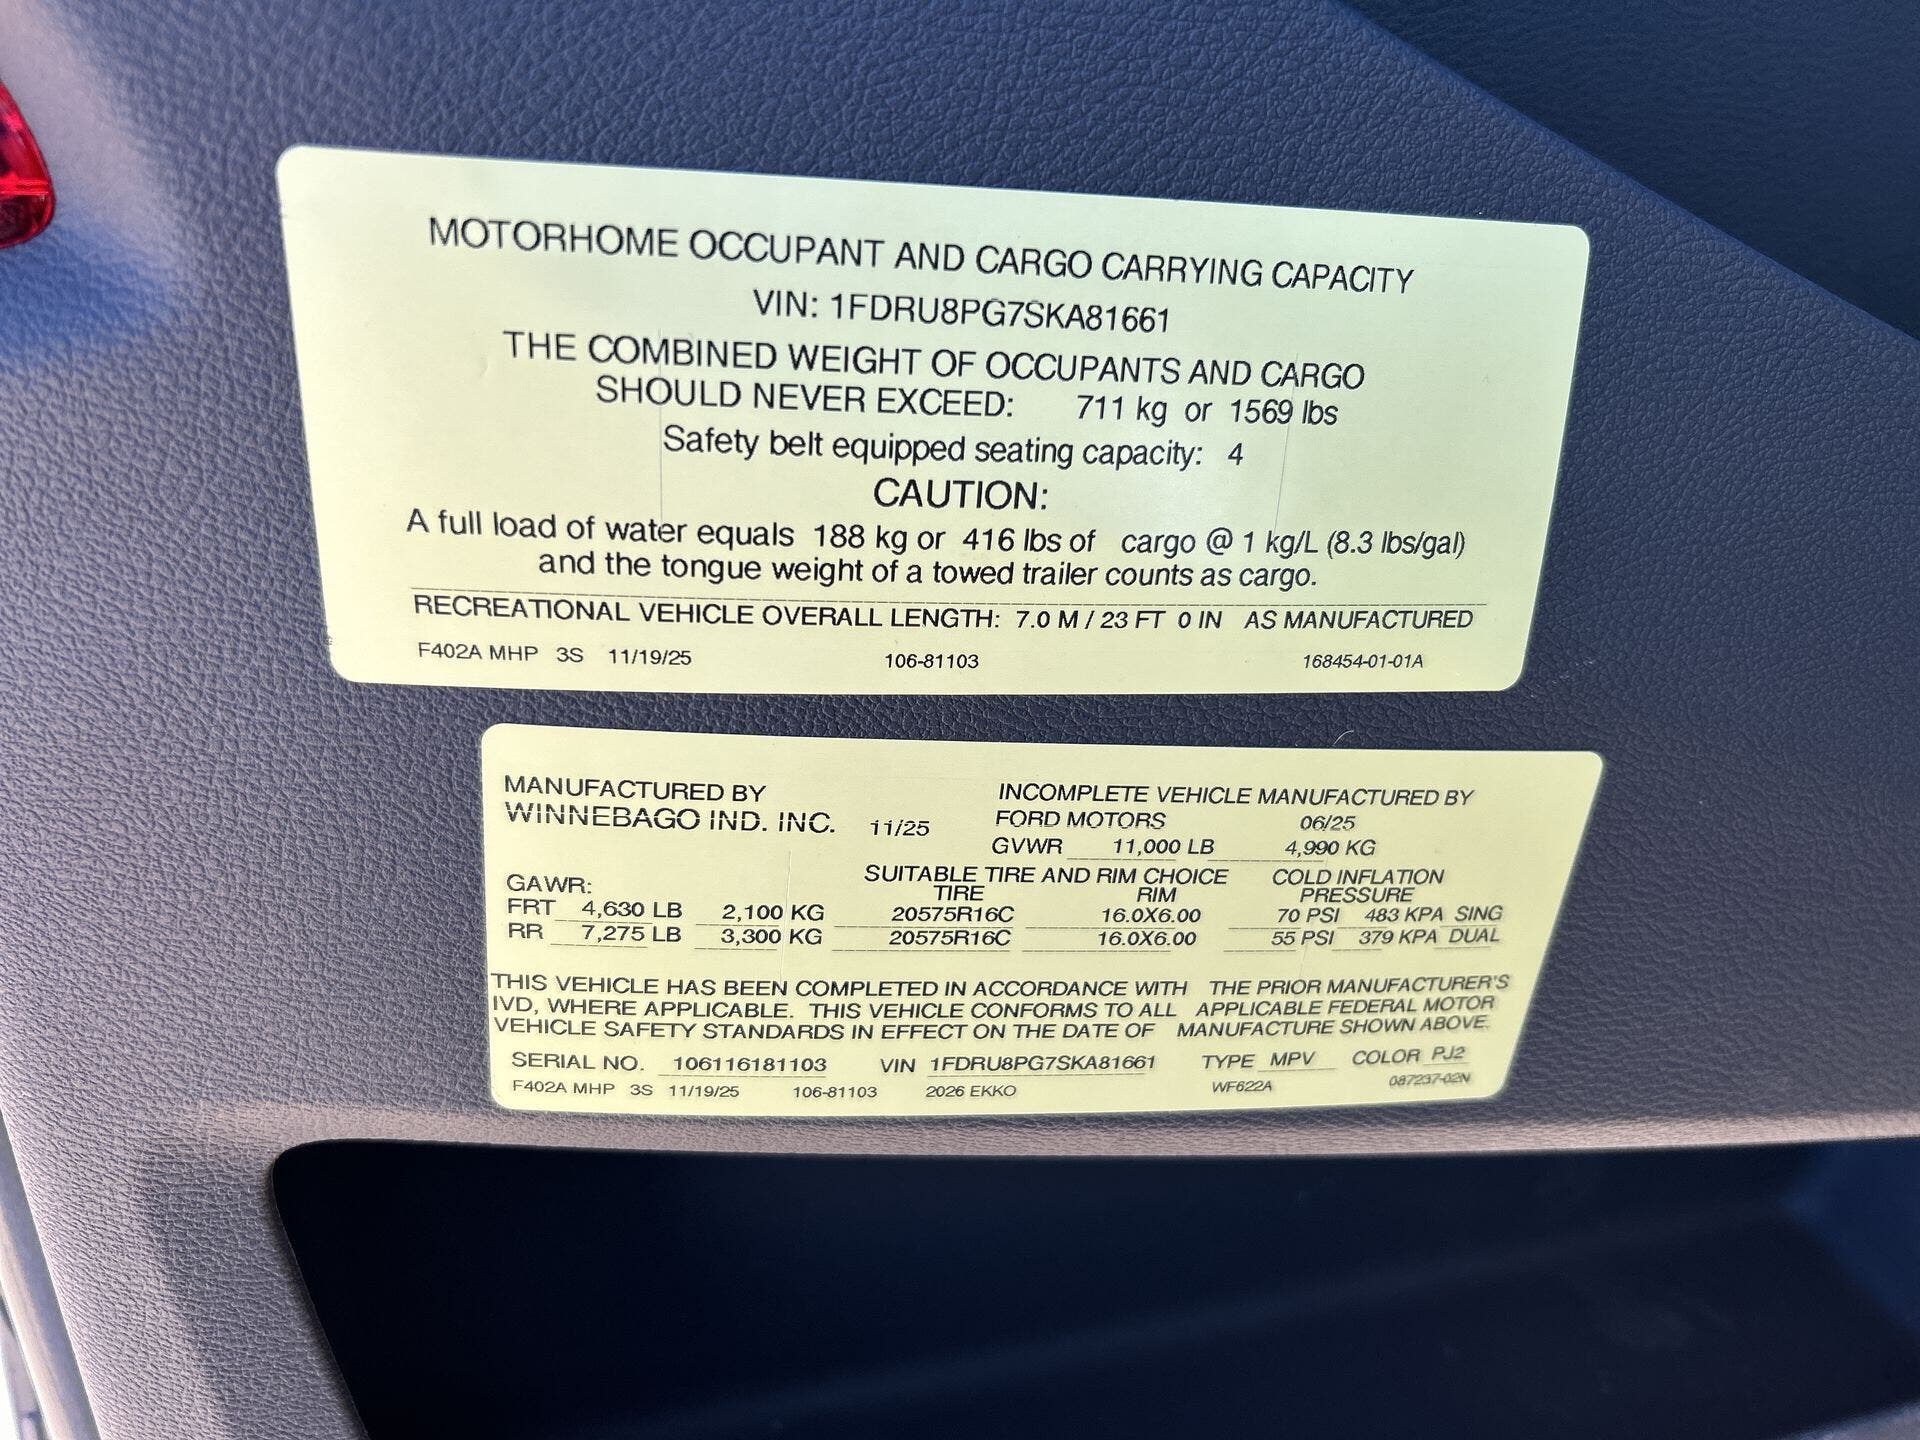 MOTORHOME OCCUPANT AND CARGO CARRYING CAPACITY
VIN: 1FDRU8PG7SKA81661
THE COMBINED WEIGHT OF OCCUPANTS AND CARGO
SHOULD NEVER EXCEED: 711 kg or 1569 lbs
Safety belt equipped seating capacity: 4
CAUTION:
A full load of water equals 188 kg or 416 lbs of cargo @ 1 kg/L (8.3 lbs/gal)
and the tongue weight of a towed trailer counts as cargo.
RECREATIONAL VEHICLE OVERALL LENGTH: 7.0 M / 23 FT 0 IN AS MANUFACTURED
F402A MHP 3S 11/19/25 106-81103 168454-01-01A
MANUFACTURED BY INCOMPLETE VEHICLE MANUFACTURED BY
WINNEBAGO IND. INC. 11/25 FORD MOTORS 06/25
GVWR 11,000 LB 4,990 KG
SUITABLE TIRE AND RIM CHOICE COLD INFLATION
GAWR: TIRE RIM PRESSURE
FRT 4,630 LB 2,100 KG 20575R16C 16.0X6.00 70 PSI 483 KPA SING
RR 7,275 LB 3,300 KG 20575R16C 16.0X6.00 55 PSI 379 KPA DUAL
THIS VEHICLE HAS BEEN COMPLETED IN ACCORDANCE WITH THE PRIOR MANUFACTURER'S
IVD, WHERE APPLICABLE. THIS VEHICLE CONFORMS TO ALL APPLICABLE FEDERAL MOTOR
VEHICLE SAFETY STANDARDS IN EFFECT ON THE DATE OF MANUFACTURE SHOWN ABOVE.
SERIAL NO. 106116181103 VIN 1FDRU8PG7SKA81661 TYPE MPV COLOR PJ2
F402A MHP 3S 11/19/25 106-81103 2026 EKKO WF622A 087237-02N